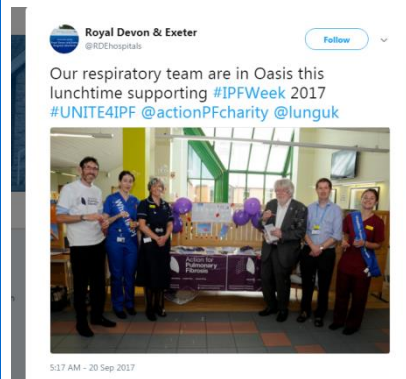 Royal Devon & Exeter
@RDEhospitals
Follow
Our respiratory team are in Oasis this
lunchtime supporting #IPFWeek 2017
#UNITE4IPF @actionPFcharity @lunguk
Action for
Pulmonary
Fibrosis
5:17 AM - 20 Sep 2017